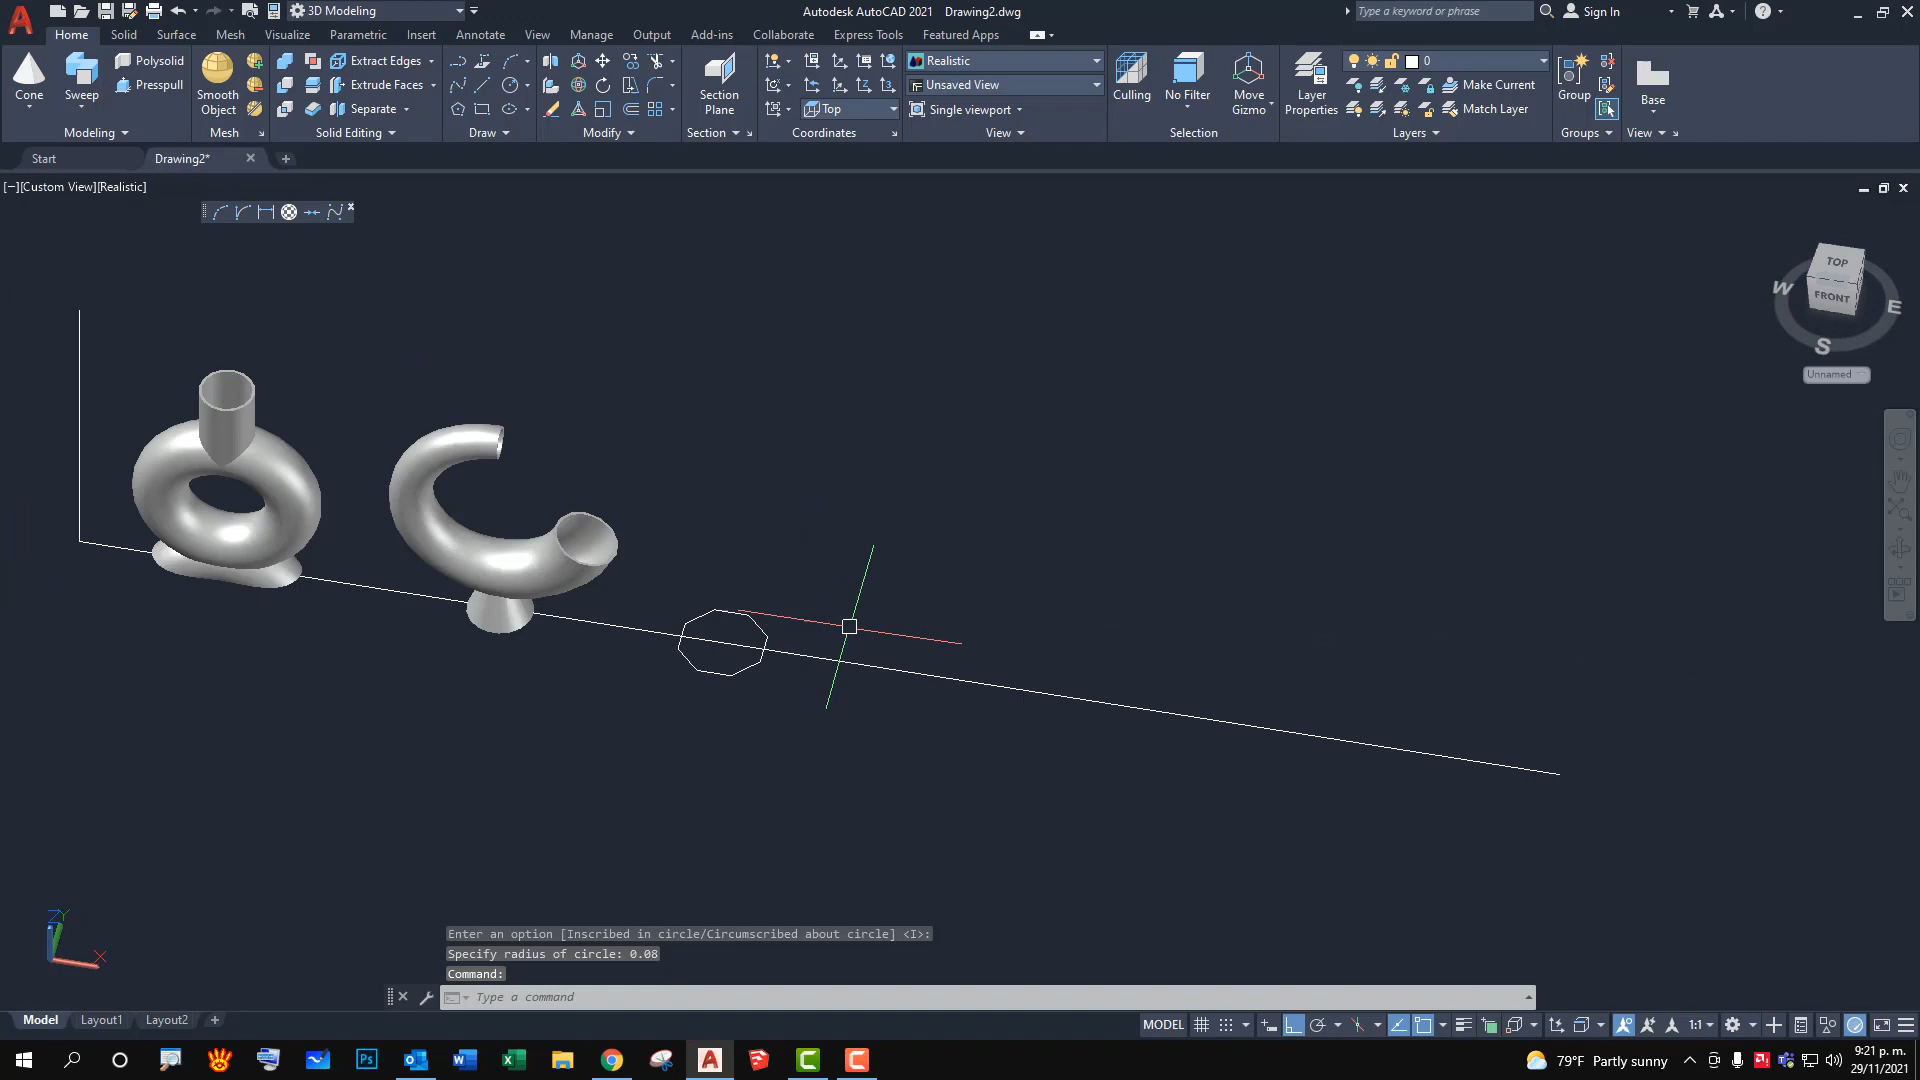 3D Modeling
Autodesk AutoCAD 2021 Drawing2.dwg
Type a keyword or phrase
Sign In
Home Solid Surface Mesh Visualize Parametric Insert Annotate View Manage Output Add-ins Collaborate Express Tools Featured Apps
Cone
Sweep
Polysolid
Presspull
Smooth Object
Extract Edges
Extrude Faces
Separate
Top
Section Plane
Realistic
Unsaved View
Single viewport
Culling
No Filter
Move Gizmo
Layer Properties
0
Make Current
Match Layer
Group
Base
Modeling
Mesh
Solid Editing
Draw
Modify
Section
Coordinates
View
Selection
Layers
Groups
View
Start
Drawing2*
[−][Custom View][Realistic]
TOP
FRONT
W
E
S
Unnamed
Z
Y
X
Enter an option [Inscribed in circle/Circumscribed about circle] <I>:
Specify radius of circle: 0.08
Command:
Type a command
Model Layout1 Layout2
MODEL
1:1
79°F Partly sunny
9:21 p. m.
29/11/2021